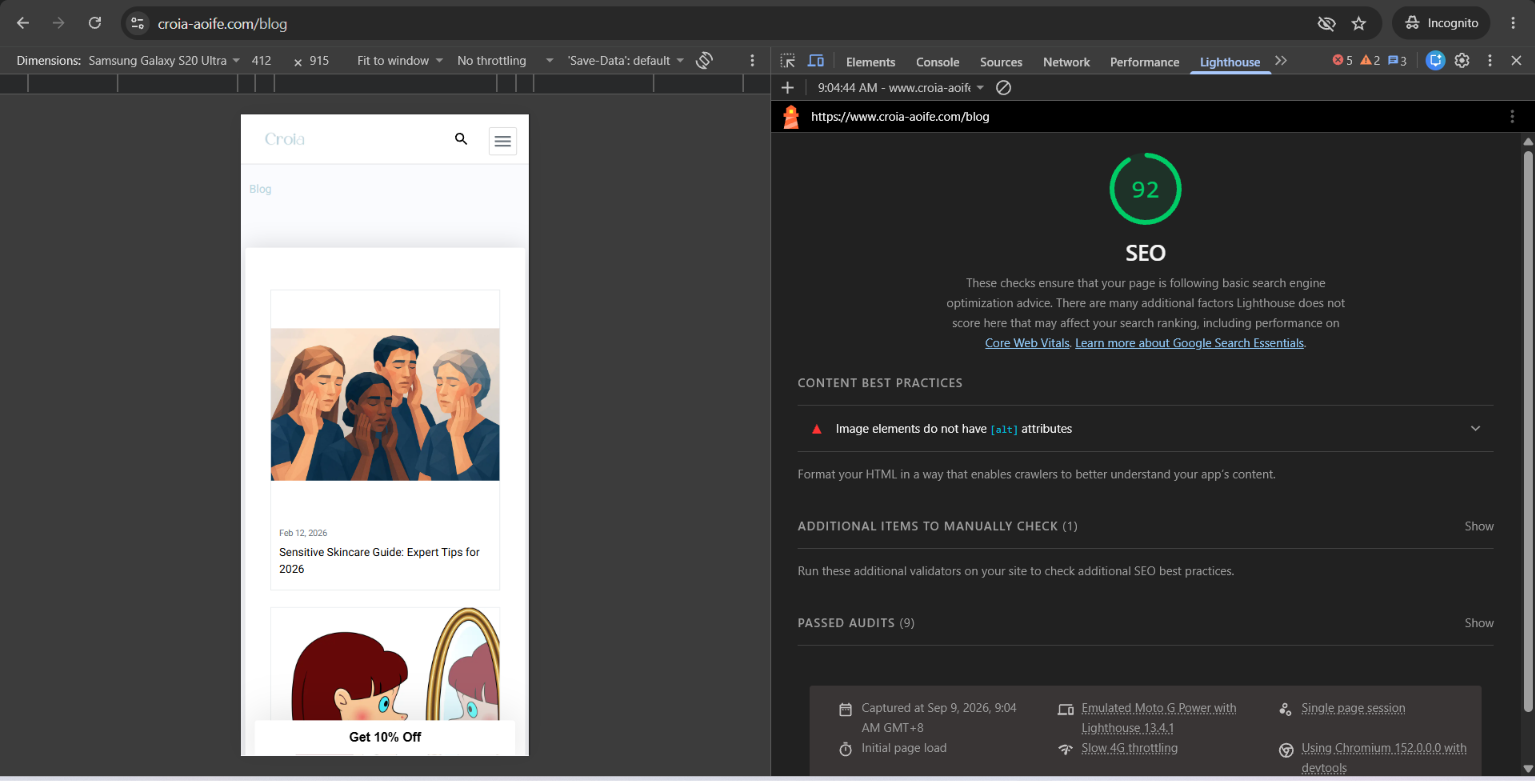 croia-aoife.com/blog
Incognito
Dimensions: Samsung Galaxy S20 Ultra 412 × 915 Fit to window No throttling 'Save-Data': default
Elements Console Sources Network Performance Lighthouse 5 2 3
9:04:44 AM - www.croia-aoife
https://www.croia-aoife.com/blog
Croia
Blog
Feb 12, 2026
Sensitive Skincare Guide: Expert Tips for
2026
Get 10% Off
92
SEO
These checks ensure that your page is following basic search engine
optimization advice. There are many additional factors Lighthouse does not
score here that may affect your search ranking, including performance on
Core Web Vitals. Learn more about Google Search Essentials.
CONTENT BEST PRACTICES
Image elements do not have [alt] attributes
Format your HTML in a way that enables crawlers to better understand your app's content.
ADDITIONAL ITEMS TO MANUALLY CHECK (1) Show
Run these additional validators on your site to check additional SEO best practices.
PASSED AUDITS (9) Show
Captured at Sep 9, 2026, 9:04
AM GMT+8
Emulated Moto G Power with
Lighthouse 13.4.1
Single page session
Initial page load
Slow 4G throttling
Using Chromium 152.0.0.0 with
devtools